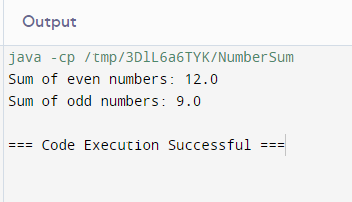 Output
java -cp /tmp/3DlL6a6TYK/NumberSum
Sum of even numbers: 12.0
Sum of odd numbers: 9.0
=== Code Execution Successful ===